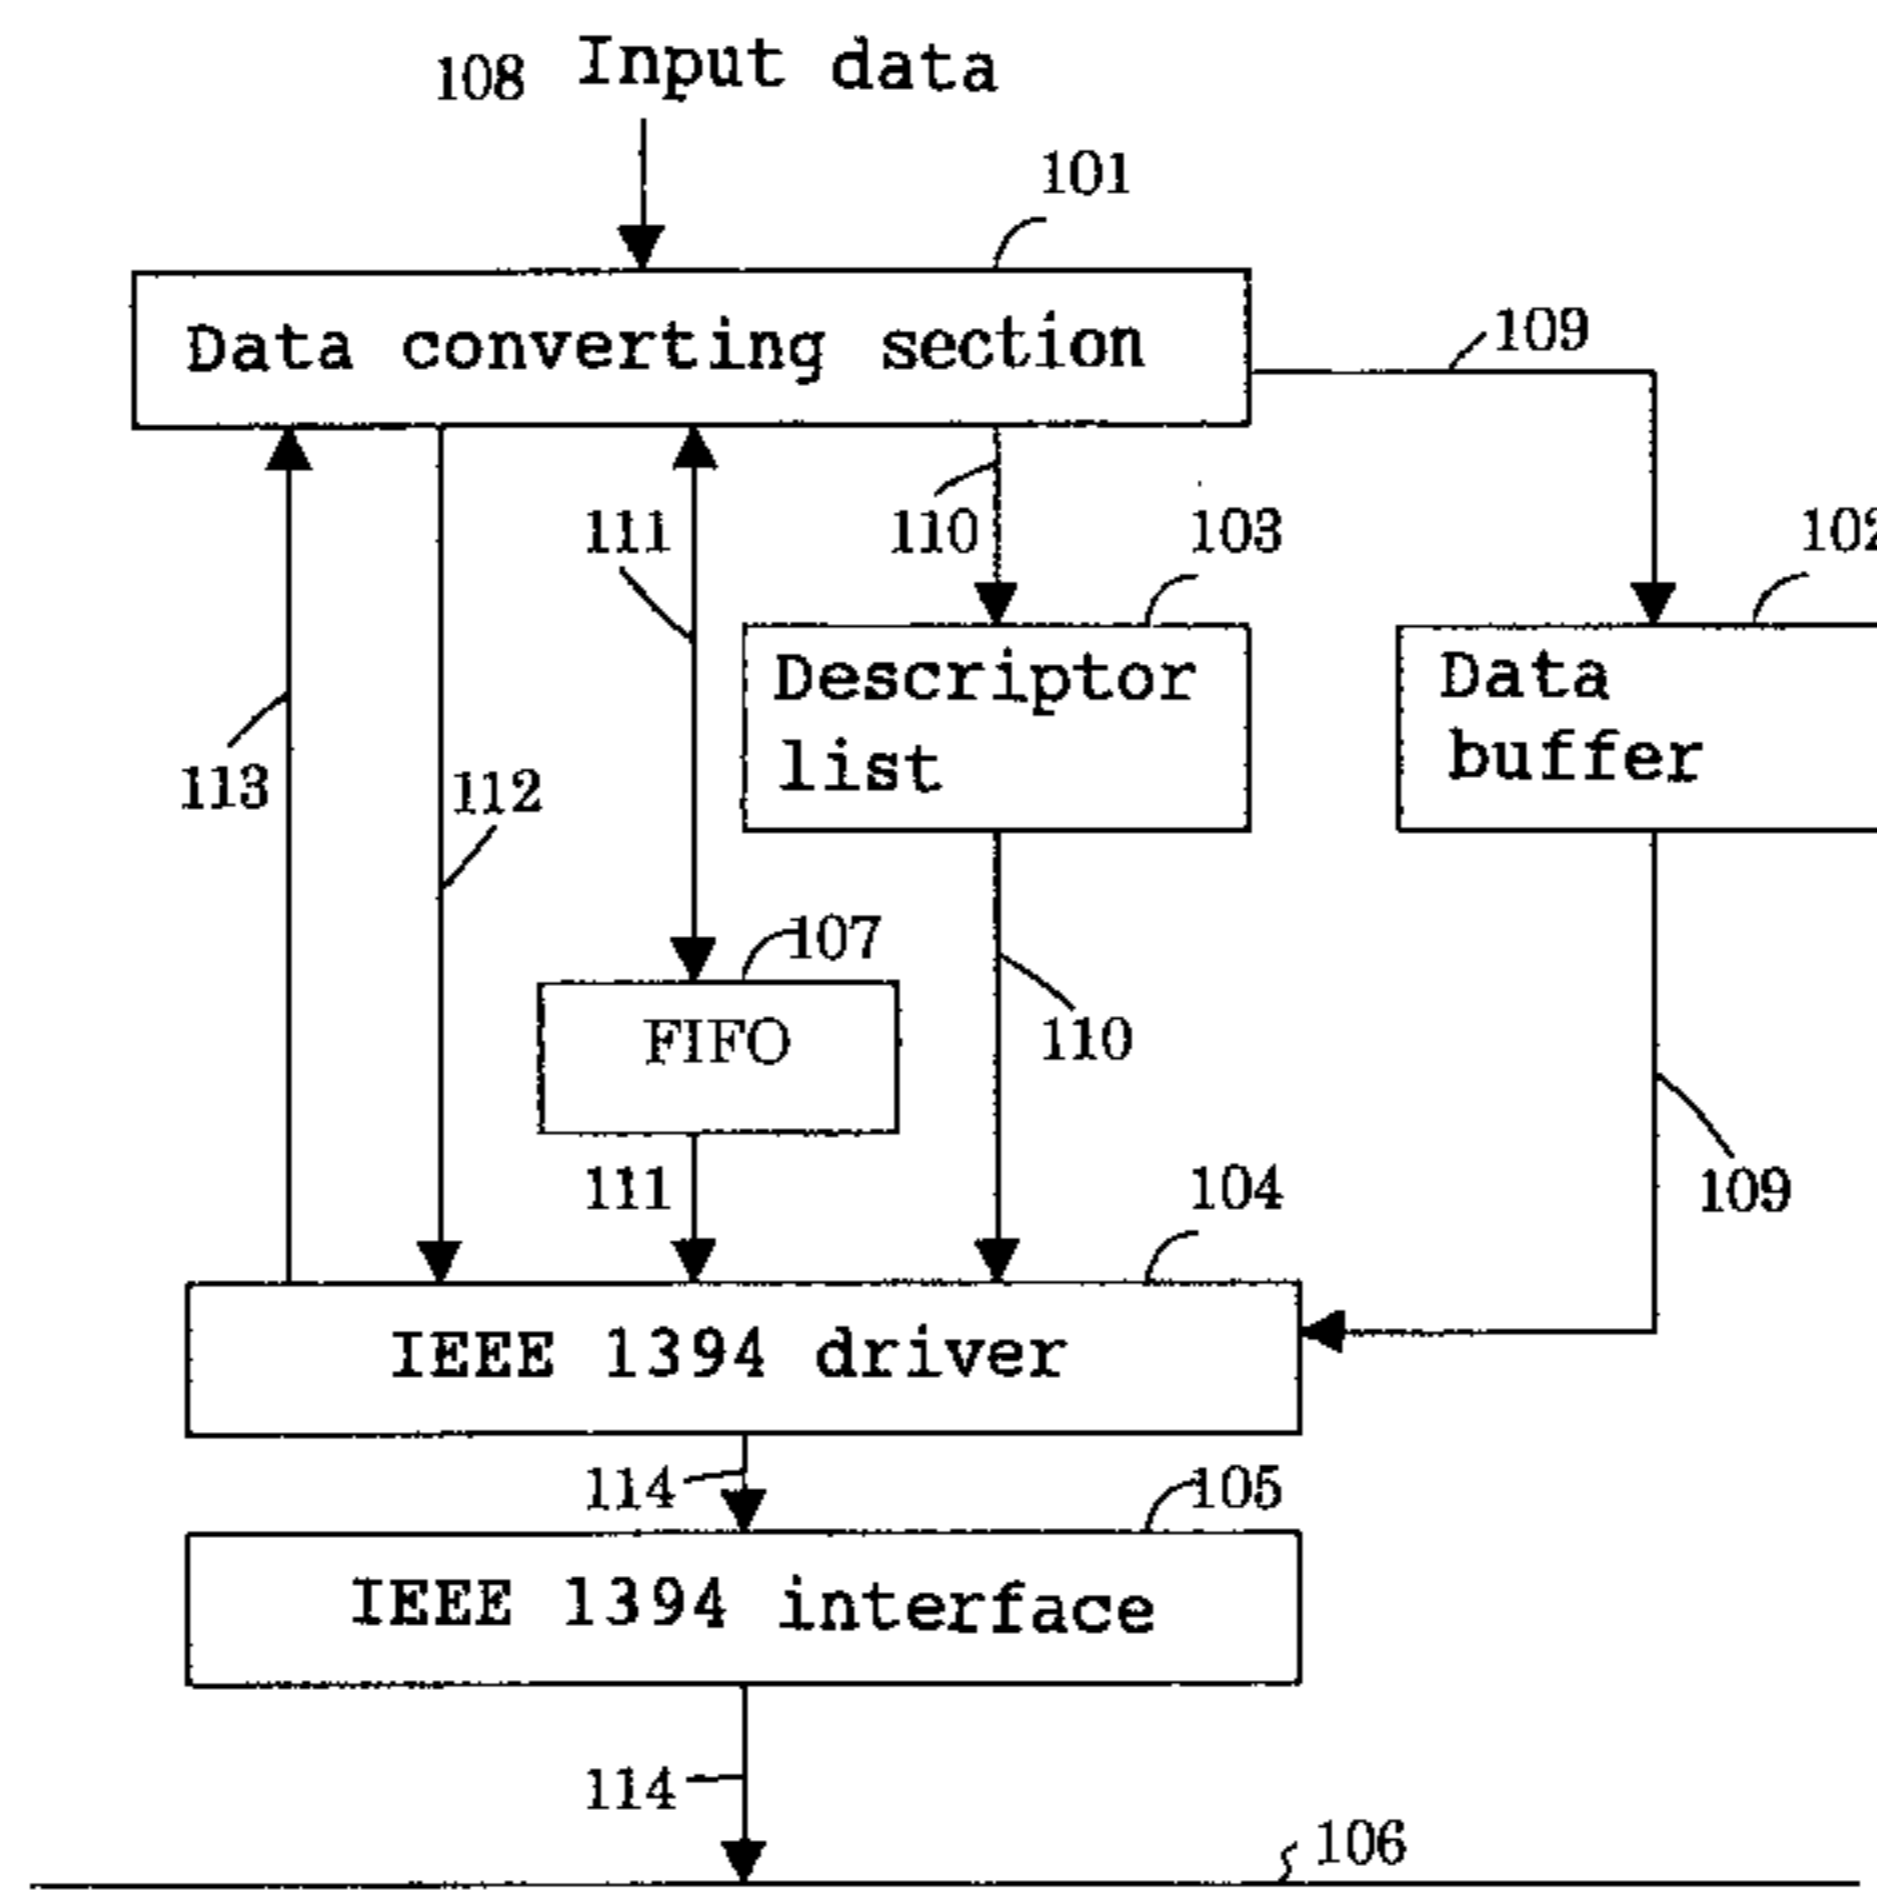 108 Input data
101
Data converting section
109
111
110
103
102
Descriptor
list
Data
buffer
113
112
107
FIFO
110
111
104
109
IEEE 1394 driver
114
105
IEEE 1394 interface
114
106